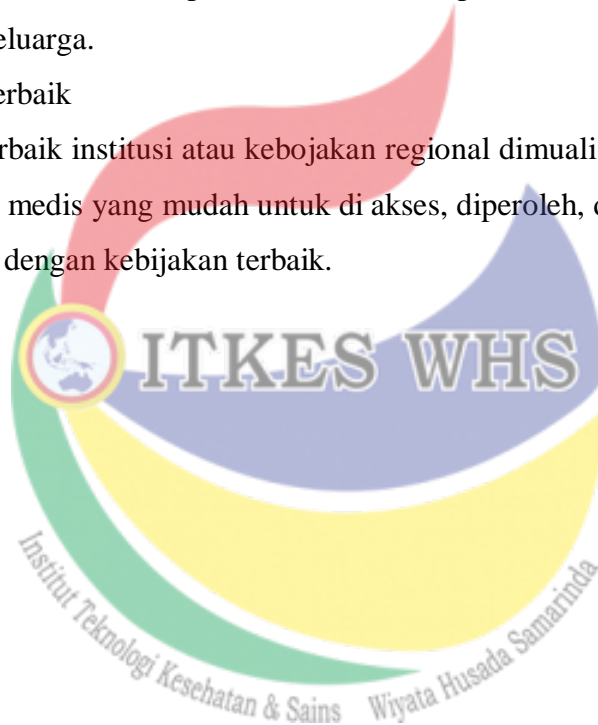 eluarga.
erbaik
rbaik institusi atau kebojakan regional dimuali
medis yang mudah untuk di akses, diperoleh,
dengan kebijakan terbaik.
ITKES WHS
Institut Teknologi Kesehatan & Sains Wiyata Husada Samarinda